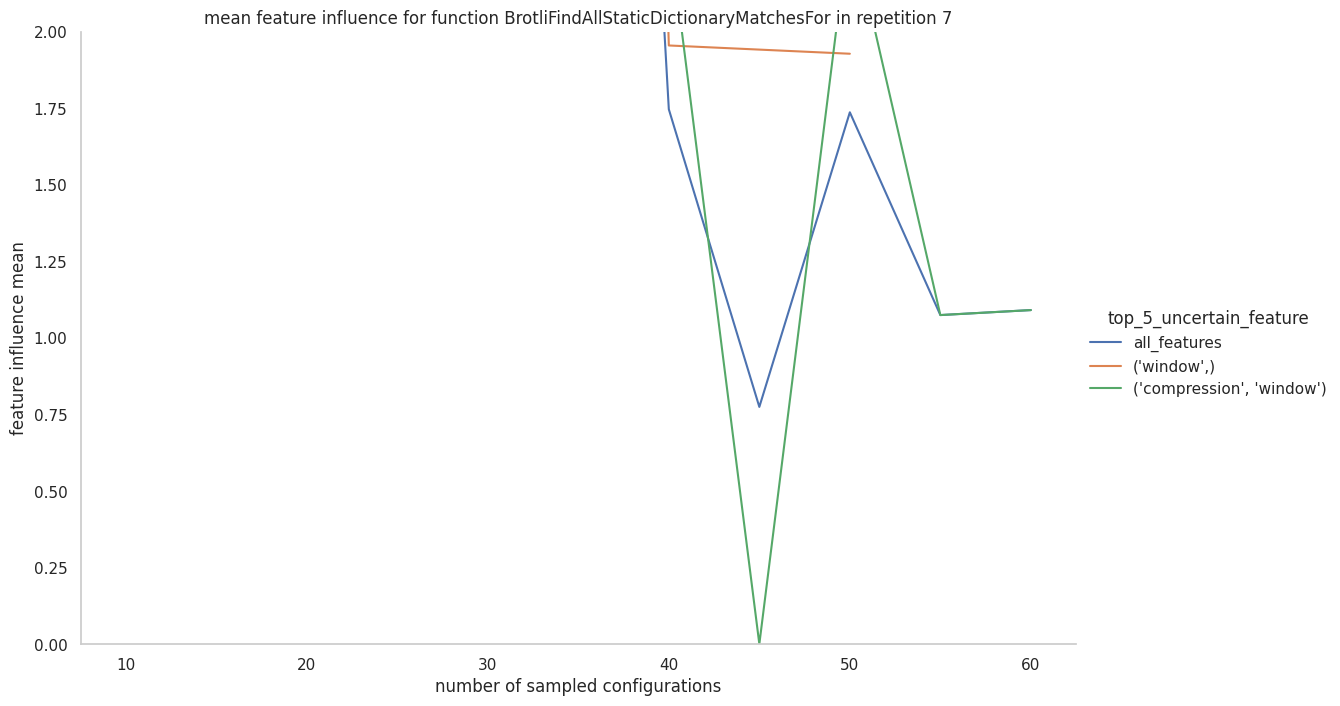 mean feature influence for function BrotliFindAllStaticDictionaryMatchesFor in repetition 7
2.00
1.75
1.50
1.25
1.00
0.75
0.50
0.25
0.00
feature influence mean
10 20 30 40 50 60
number of sampled configurations
top_5_uncertain_feature
all_features
('window',)
('compression', 'window')